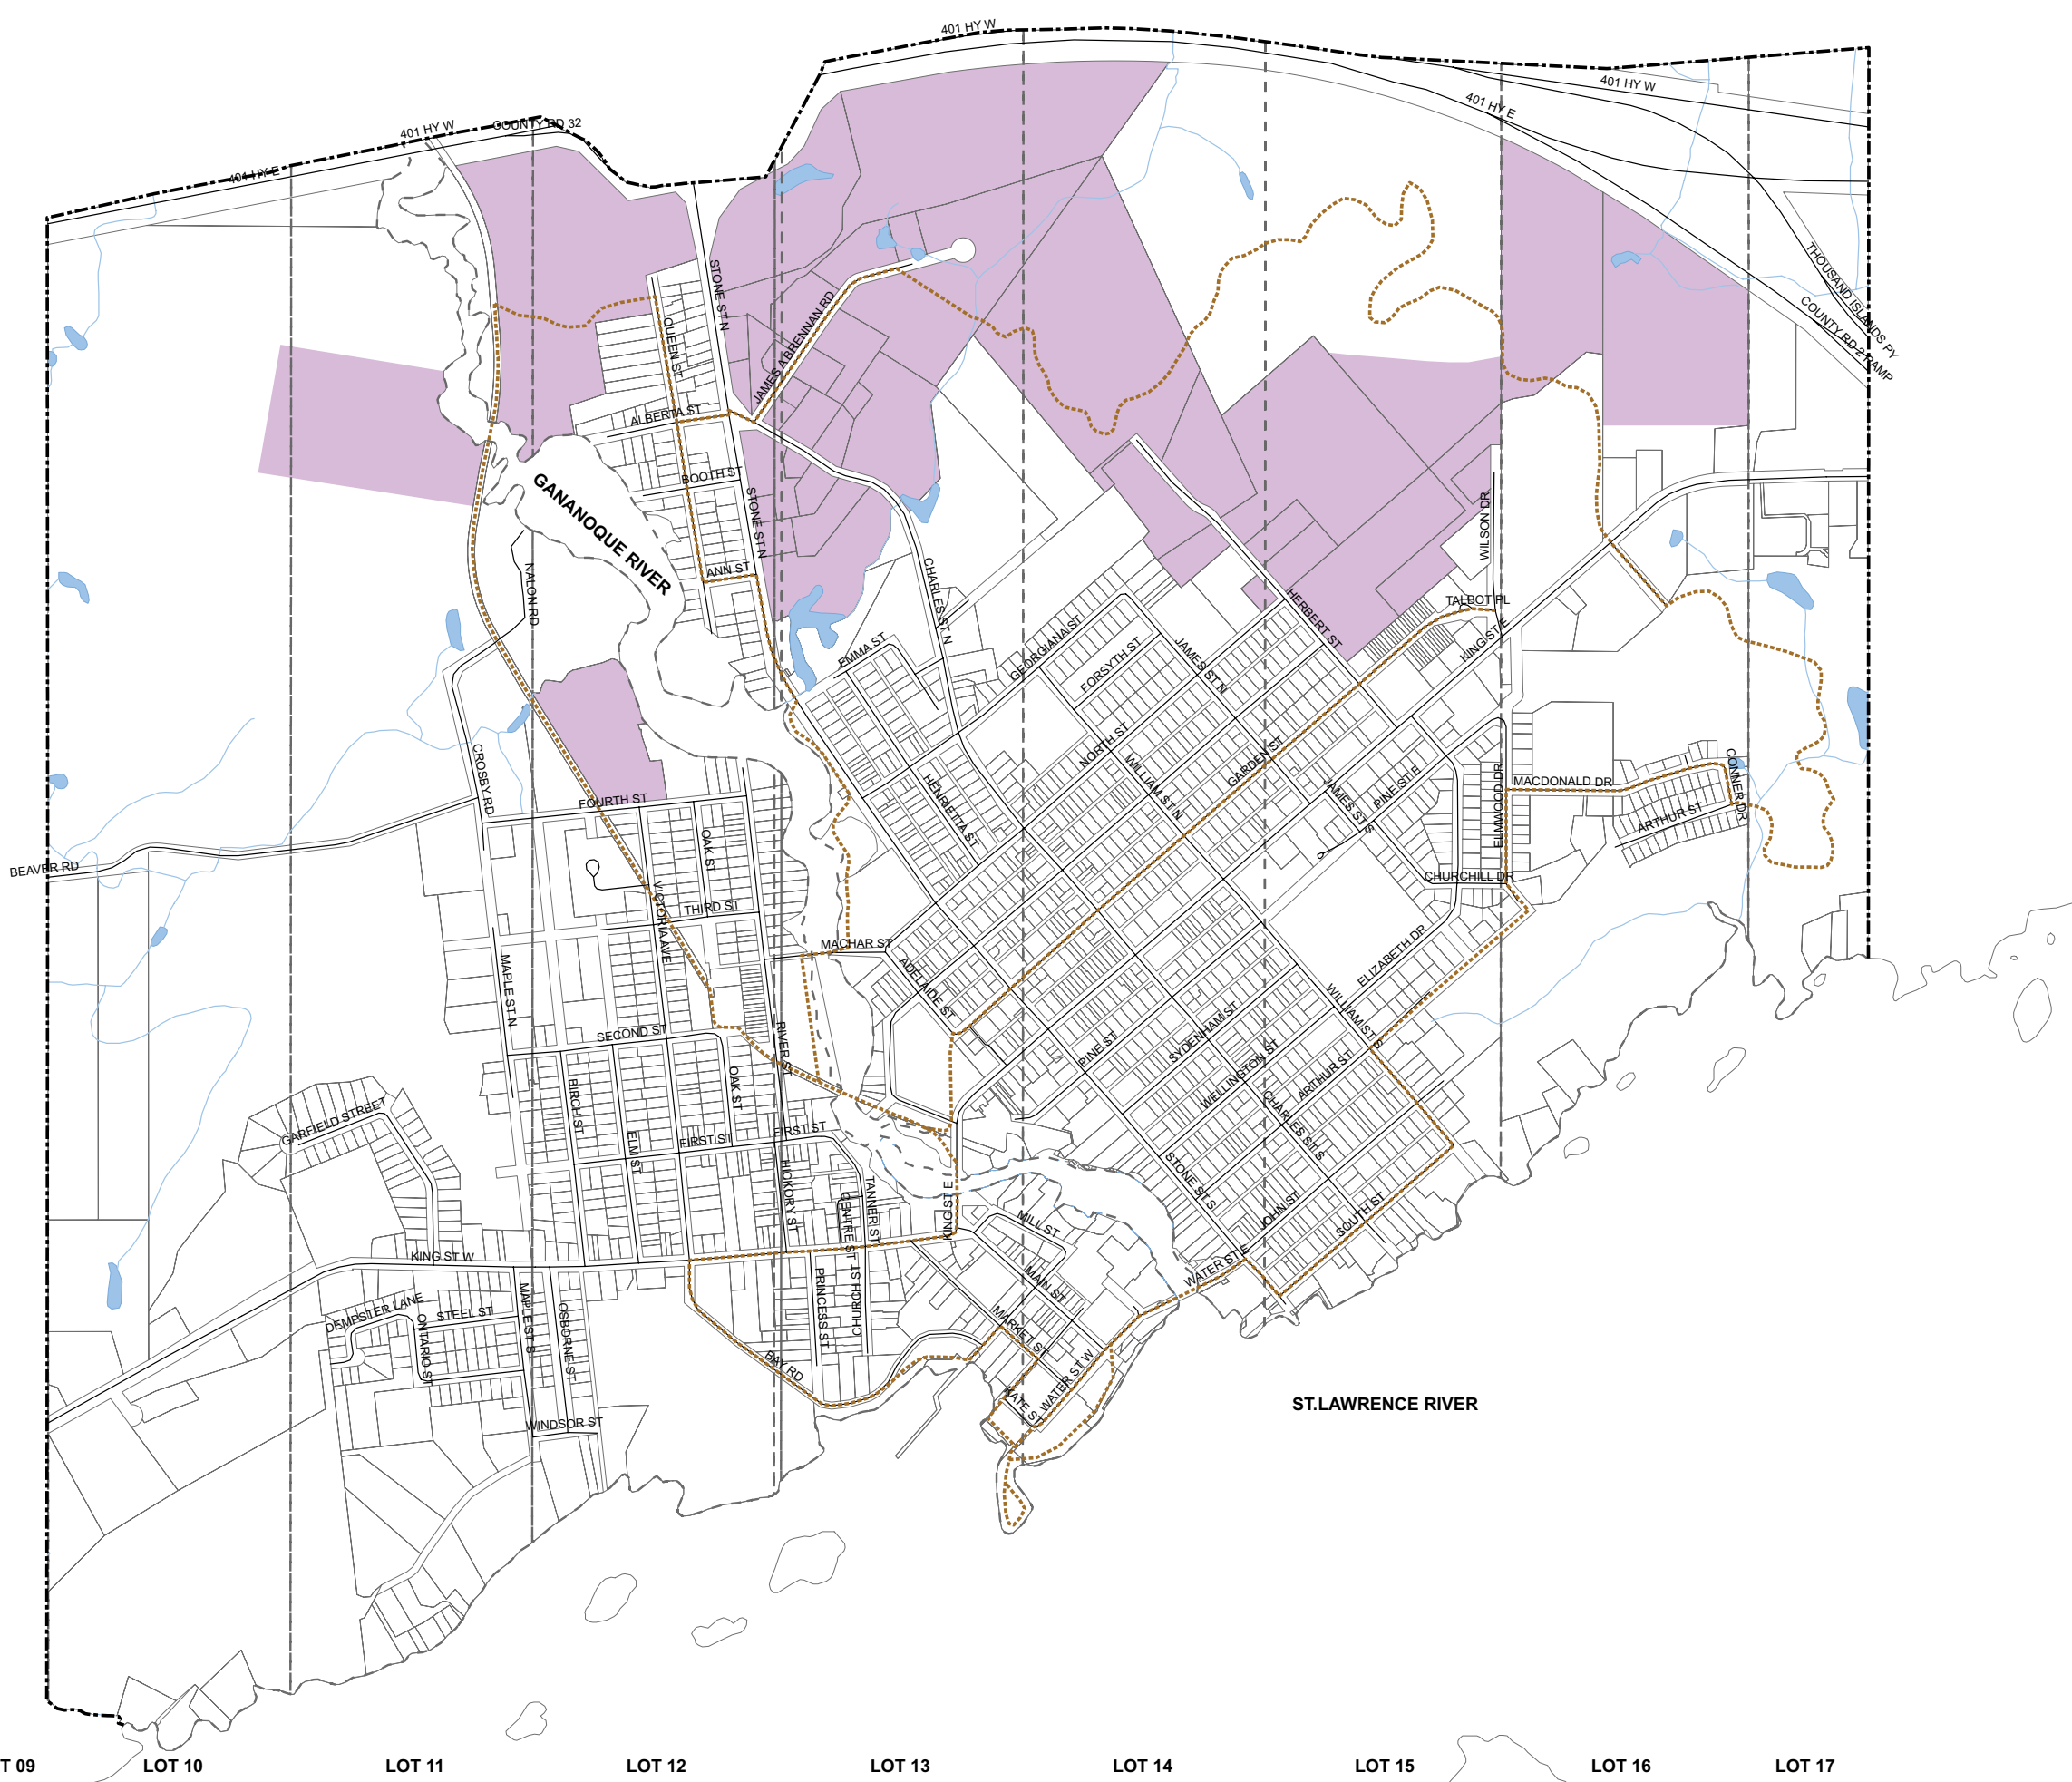 401 HY W
401 HY W
COUNTY RD 32
401 HY E
401 HY W
401 HY E
THOUSAND ISLANDS PY
COUNTY RD 2 RAMP
STONE ST N
QUEEN ST
JAMES A BRENNAN RD
ALBERTA ST
BOOTH ST
STONE ST N
GANANOQUE RIVER
ANN ST
NALON RD
CHARLES ST N
WILSON DR
TALBOT PL
HERBERT ST
KING ST E
EMMA ST
GEORGIANA ST
FORSYTH ST
JAMES ST N
NORTH ST
WILLIAM ST N
GARDEN ST
HENRIETTA ST
CROSBY RD
FOURTH ST
OAK ST
JAMES ST S
PINE ST E
ELMWOOD DR
MACDONALD DR
CONNER DR
ARTHUR ST
BEAVER RD
VICTORIA AVE
THIRD ST
CHURCHILL DR
MACHAR ST
ADELAIDE ST
ELIZABETH DR
MAPLE ST N
SECOND ST
RIVER ST
PINE ST
SYDENHAM ST
WILLIAM ST S
WELLINGTON ST
ARTHUR ST
BIRCH ST
OAK ST
GARFIELD STREET
ELM ST
FIRST ST
FIRST ST
CHARLES ST S
HICKORY ST
CENTRE ST
TANNER ST
KING ST E
STONE ST S
JOHN ST
SOUTH ST
MILL ST
KING ST W
WATER ST E
MAIN ST
DEMPSTER LANE
STEEL ST
ONTARIO ST
MAPLE ST S
OSBORNE ST
PRINCESS ST
CHURCH ST
MARKET ST
BAY RD
WATER ST W
KATE ST
WINDSOR ST
ST.LAWRENCE RIVER
T 09
LOT 10
LOT 11
LOT 12
LOT 13
LOT 14
LOT 15
LOT 16
LOT 17